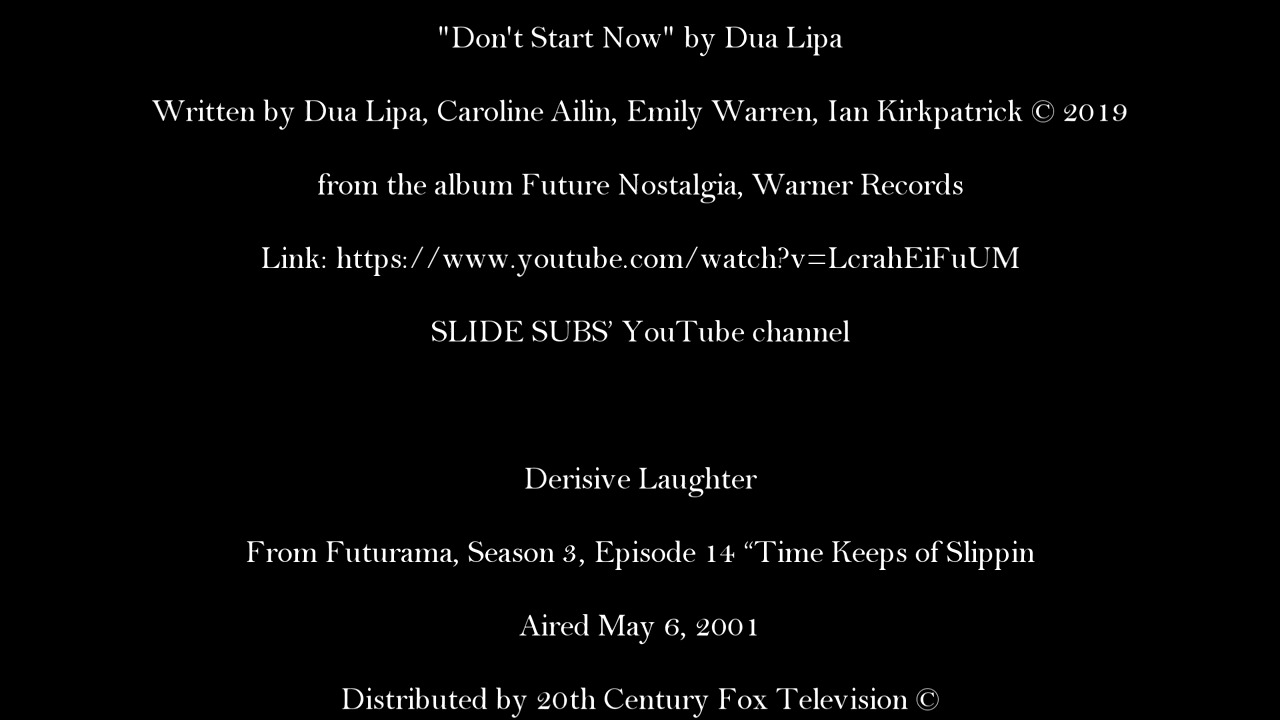 "Don't Start Now" by Dua Lipa
Written by Dua Lipa, Caroline Ailin, Emily Warren, Ian Kirkpatrick © 2019
from the album Future Nostalgia, Warner Records
Link: https://www.youtube.com/watch?v=LcrahEiFuUM
SLIDE SUBS’ YouTube channel
Derisive Laughter
From Futurama, Season 3, Episode 14 “Time Keeps of Slippin
Aired May 6, 2001
Distributed by 20th Century Fox Television ©